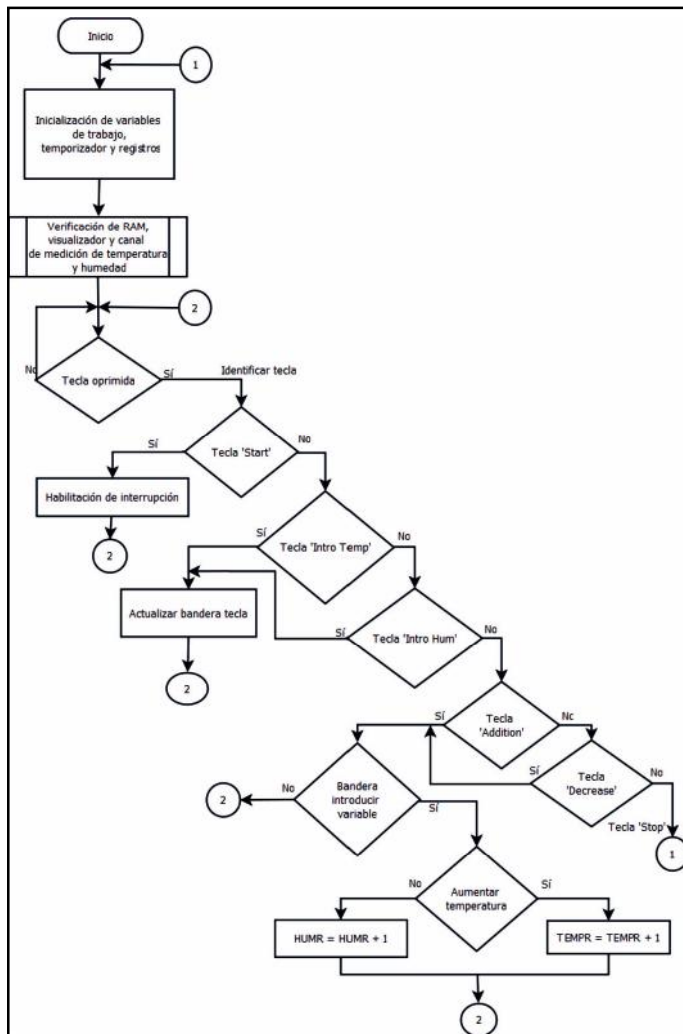 Inicio
1
Inicialización de variables
de trabajo,
temporizador y registros
Verificación de RAM,
visualizador y canal
de medición de temperatura
y humedad
2
No
Tecla oprimida
Sí
Identificar tecla
Sí
Tecla 'Start'
No
Habilitación de interrupción
2
Sí
Tecla 'Intro Temp'
No
Actualizar bandera tecla
Sí
Tecla 'Intro Hum'
No
2
Sí
Tecla
'Addition'
No
2
No
Bandera
introducir
variable
Sí
Sí
Tecla
'Decrease'
No
Tecla 'Stop'
1
No
Aumentar
temperatura
Sí
HUMR = HUMR + 1
TEMPR = TEMPR + 1
2